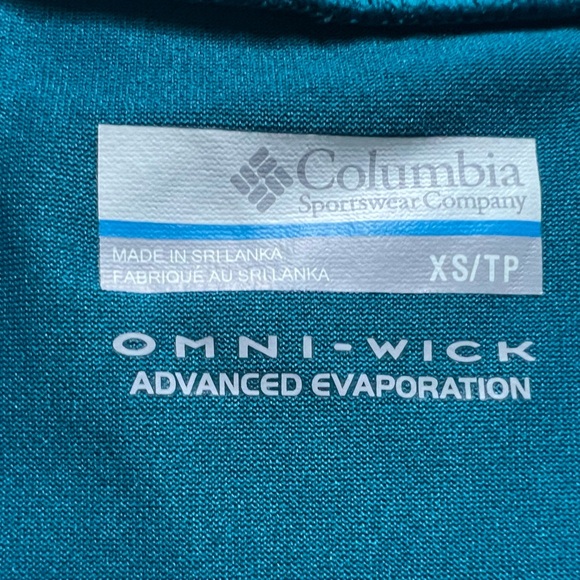 Columbia
Sportswear Company
MADE IN SRI LANKA
FABRIQUÉ AU SRI LANKA
XS/TP
OMNI-WICK
ADVANCED EVAPORATION